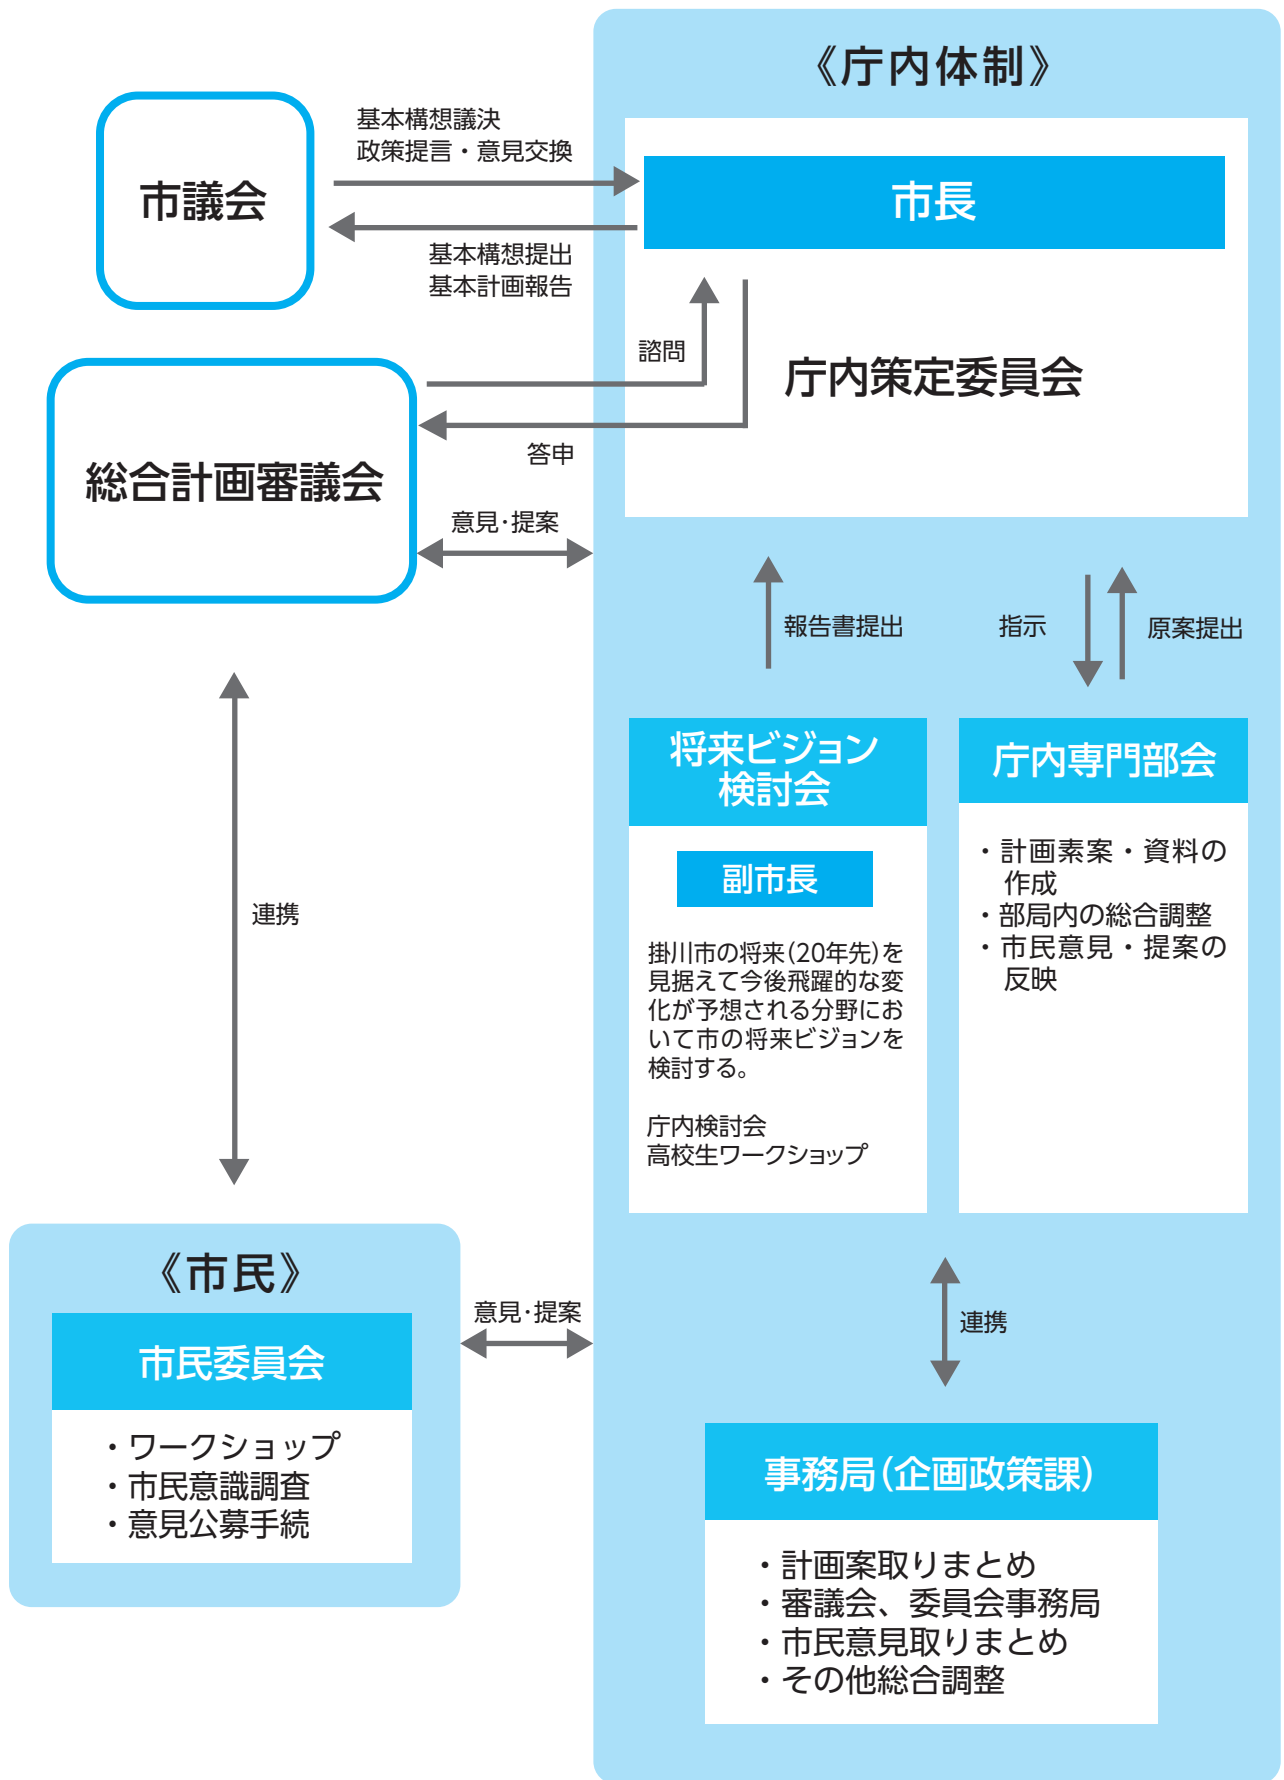 《庁内体制》
市議会
基本構想議決
政策提言・意見交換
基本構想提出
基本計画報告
市長
庁内策定委員会
諮問
答申
総合計画審議会
意見・提案
報告書提出
指示
原案提出
将来ビジョン
検討会
副市長
掛川市の将来(20年先)を
見据えて今後飛躍的な変
化が予想される分野にお
いて市の将来ビジョンを
検討する。
庁内検討会
高校生ワークショップ
庁内専門部会
・計画素案・資料の
作成
・部局内の総合調整
・市民意見・提案の
反映
連携
《市民》
市民委員会
・ワークショップ
・市民意識調査
・意見公募手続
意見・提案
連携
事務局(企画政策課)
・計画案取りまとめ
・審議会、委員会事務局
・市民意見取りまとめ
・その他総合調整